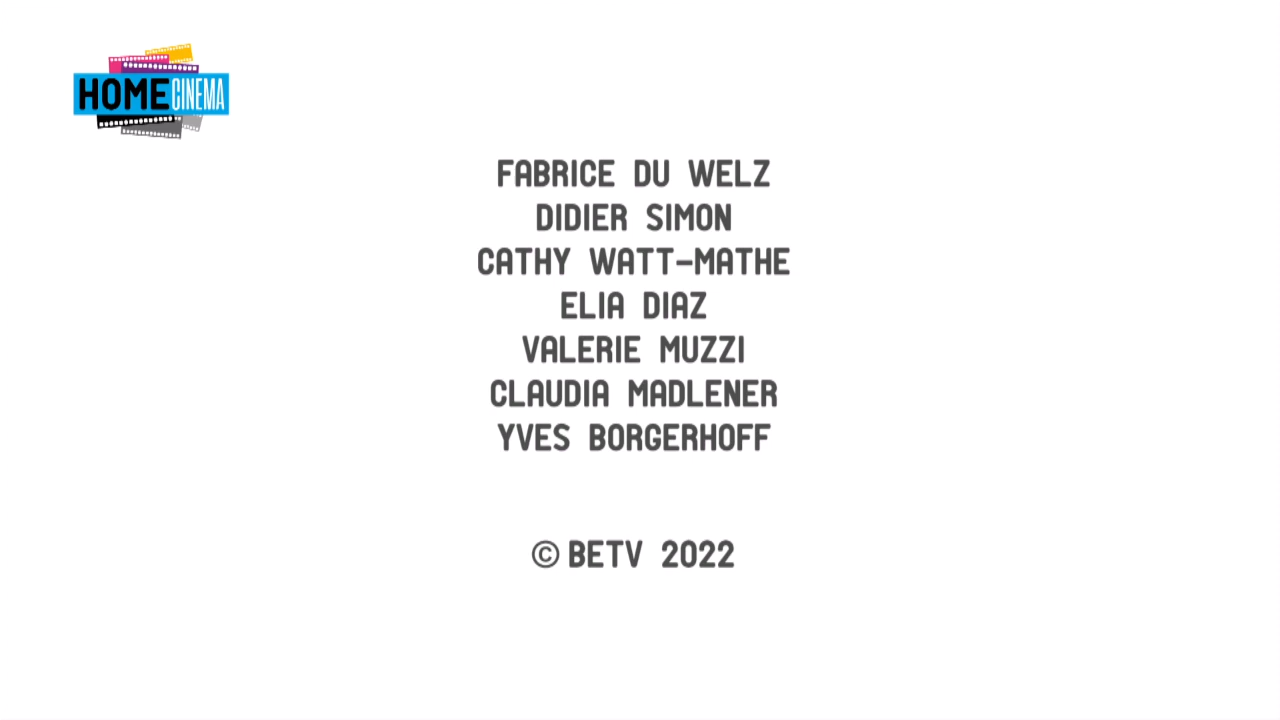 HOME CINEMA
FABRICE DU WELZ
DIDIER SIMON
CATHY WATT-MATHE
ELIA DIAZ
VALERIE MUZZI
CLAUDIA MADLENER
YVES BORGERHOFF
© BETV 2022